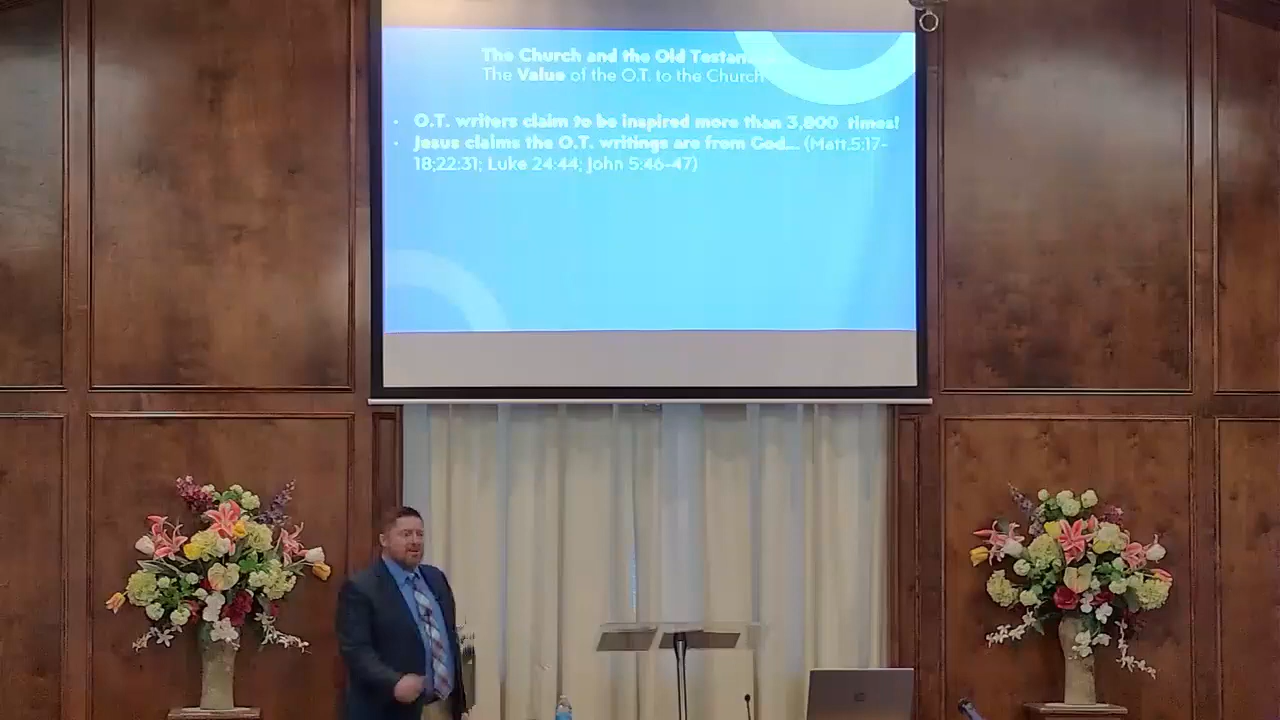 The Church and the Old Testament
The Value of the O.T. to the Church
• O.T. writers claim to be inspired more than 3,800 times!
• Jesus claims the O.T. writings are from God... (Matt.5:17-
18;22:31; Luke 24:44; John 5:46-47)